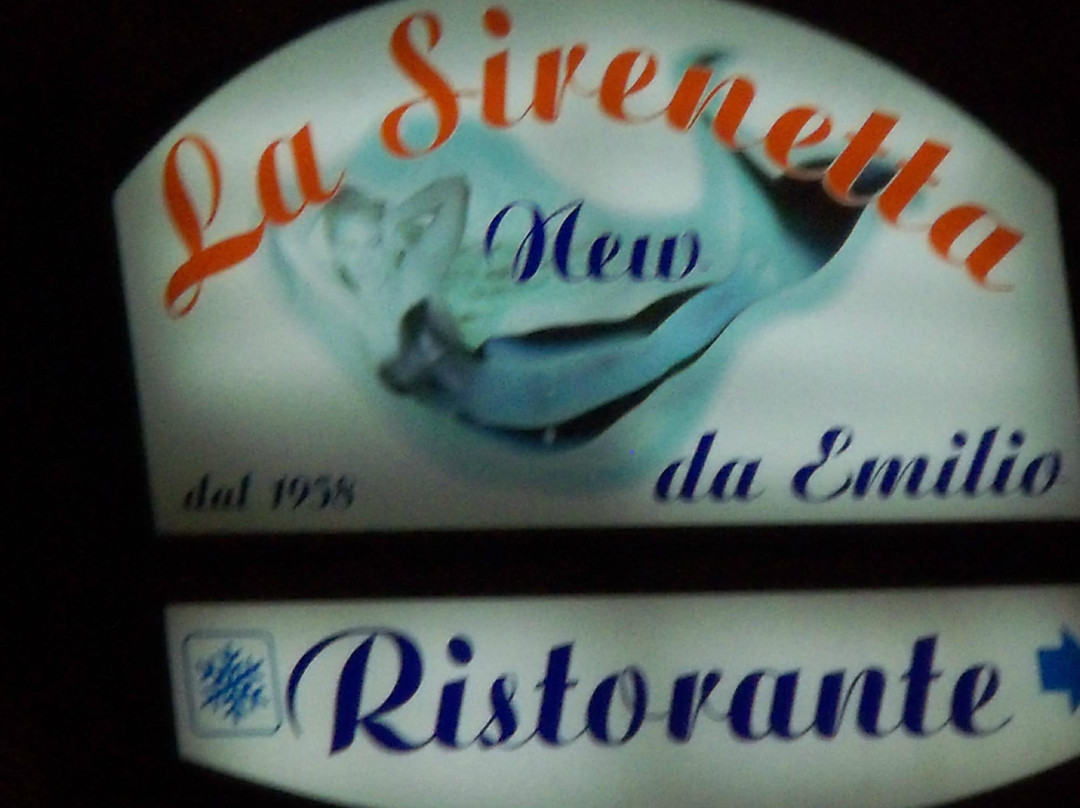 La Sirenetta
New
da Emilio
dal 1958
Ristorante